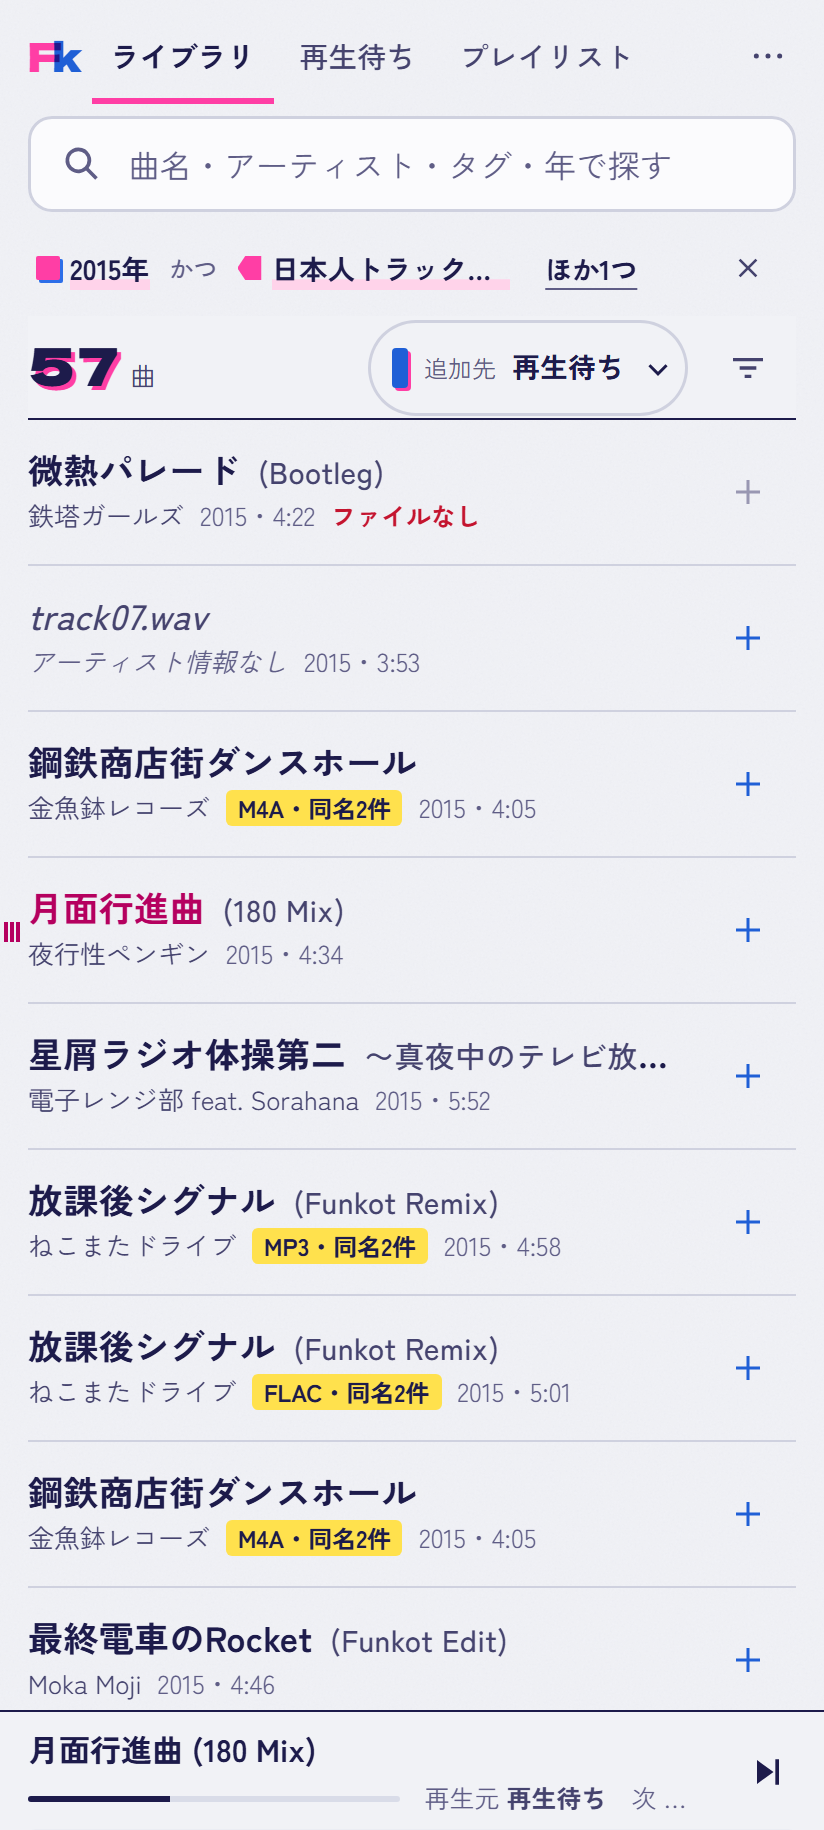 Fk ライブラリ 再生待ち プレイリスト …
曲名・アーティスト・タグ・年で探す
2015年 かつ 日本人トラック… ほか1つ
57 曲 追加先 再生待ち
微熱パレード (Bootleg)
鉄塔ガールズ 2015・4:22 ファイルなし
track07.wav
アーティスト情報なし 2015・3:53
鋼鉄商店街ダンスホール
金魚鉢レコーズ M4A・同名2件 2015・4:05
月面行進曲 (180 Mix)
夜行性ペンギン 2015・4:34
星屑ラジオ体操第二 〜真夜中のテレビ放…
電子レンジ部 feat. Sorahana 2015・5:52
放課後シグナル (Funkot Remix)
ねこまたドライブ MP3・同名2件 2015・4:58
放課後シグナル (Funkot Remix)
ねこまたドライブ FLAC・同名2件 2015・5:01
鋼鉄商店街ダンスホール
金魚鉢レコーズ M4A・同名2件 2015・4:05
最終電車のRocket (Funkot Edit)
Moka Moji 2015・4:46
月面行進曲 (180 Mix)
再生元 再生待ち 次 …